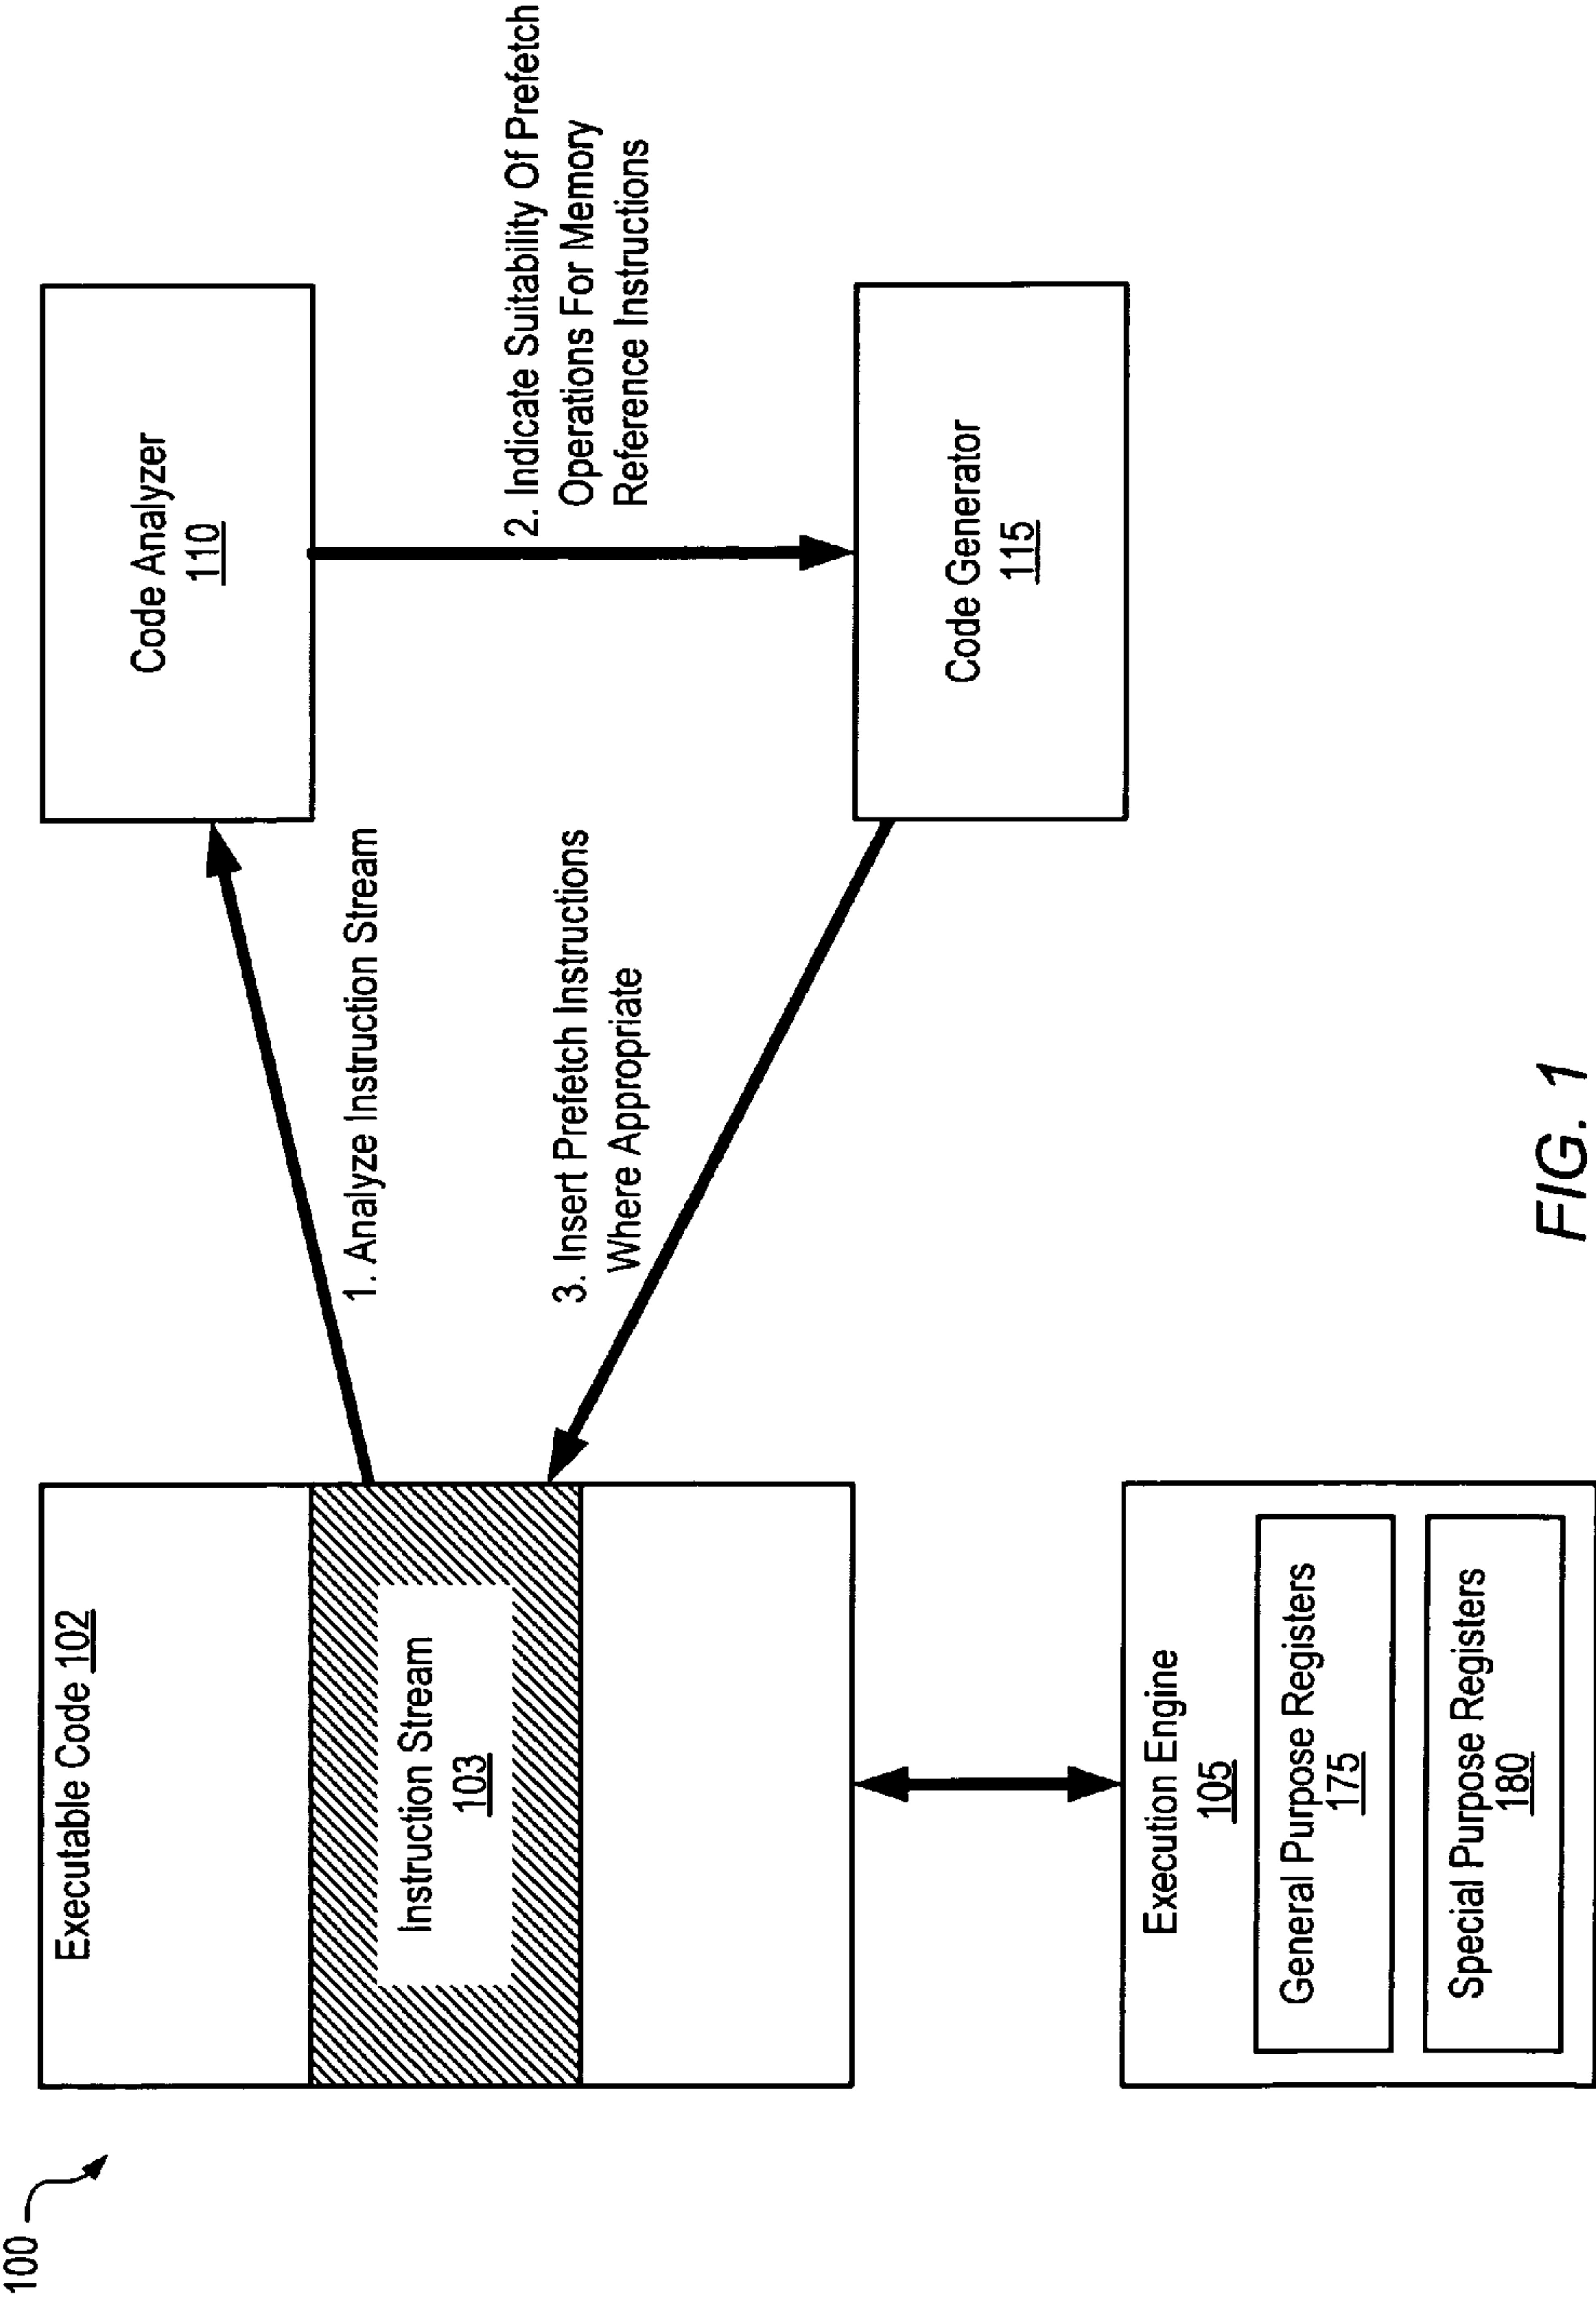 100
Executable Code 102
Instruction Stream
103
1. Analyze Instruction Stream
Code Analyzer
110
2. Indicate Suitability Of Prefetch
Operations For Memory
Reference Instructions
3. Insert Prefetch Instructions
Where Appropriate
Code Generator
115
Execution Engine
105
General Purpose Registers
175
Special Purpose Registers
180
FIG. 1